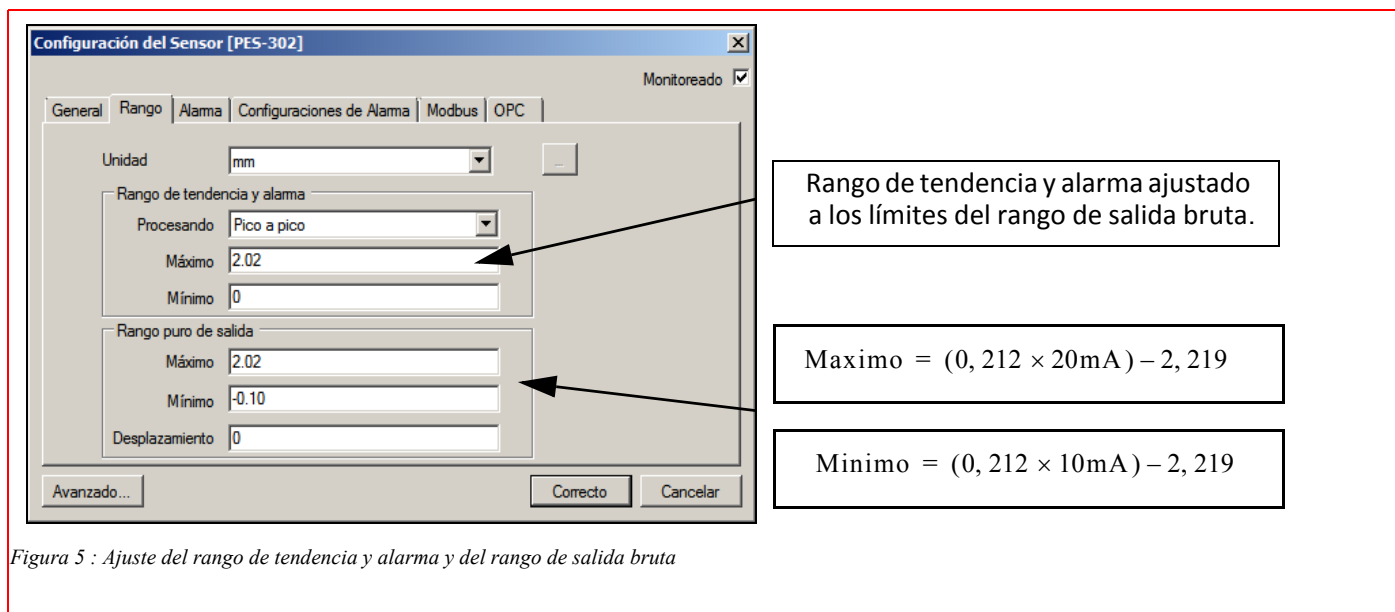 Configuración del Sensor [PES-302]
Monitoreado
General Rango Alarma Configuraciones de Alarma Modbus OPC
Unidad mm ...
Rango de tendencia y alarma
Procesando Pico a pico
Máximo 2.02
Mínimo 0
Rango puro de salida
Máximo 2.02
Mínimo -0.10
Desplazamiento 0
Avanzado... Correcto Cancelar
Rango de tendencia y alarma ajustado
a los límites del rango de salida bruta.
Maximo = (0, 212 × 20mA) – 2, 219
Minimo = (0, 212 × 10mA) – 2, 219
Figura 5 : Ajuste del rango de tendencia y alarma y del rango de salida bruta